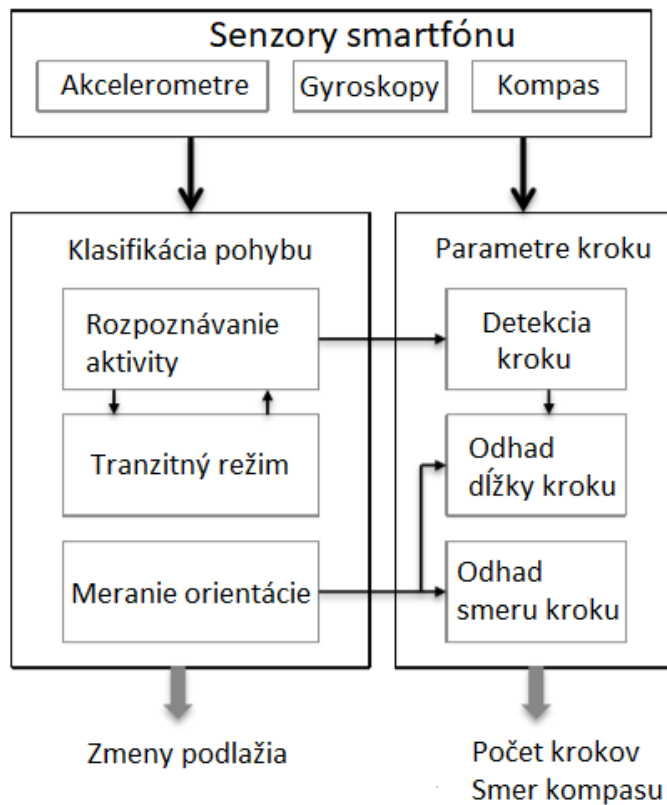 Senzory smartfónu
Akcelerometre
Gyroskopy
Kompas
Klasifikácia pohybu
Rozpoznávanie
aktivity
Tranzitný režim
Meranie orientácie
Parametre kroku
Detekcia
kroku
Odhad
dĺžky kroku
Odhad
smeru kroku
Zmeny podlažia
Počet krokov
Smer kompasu